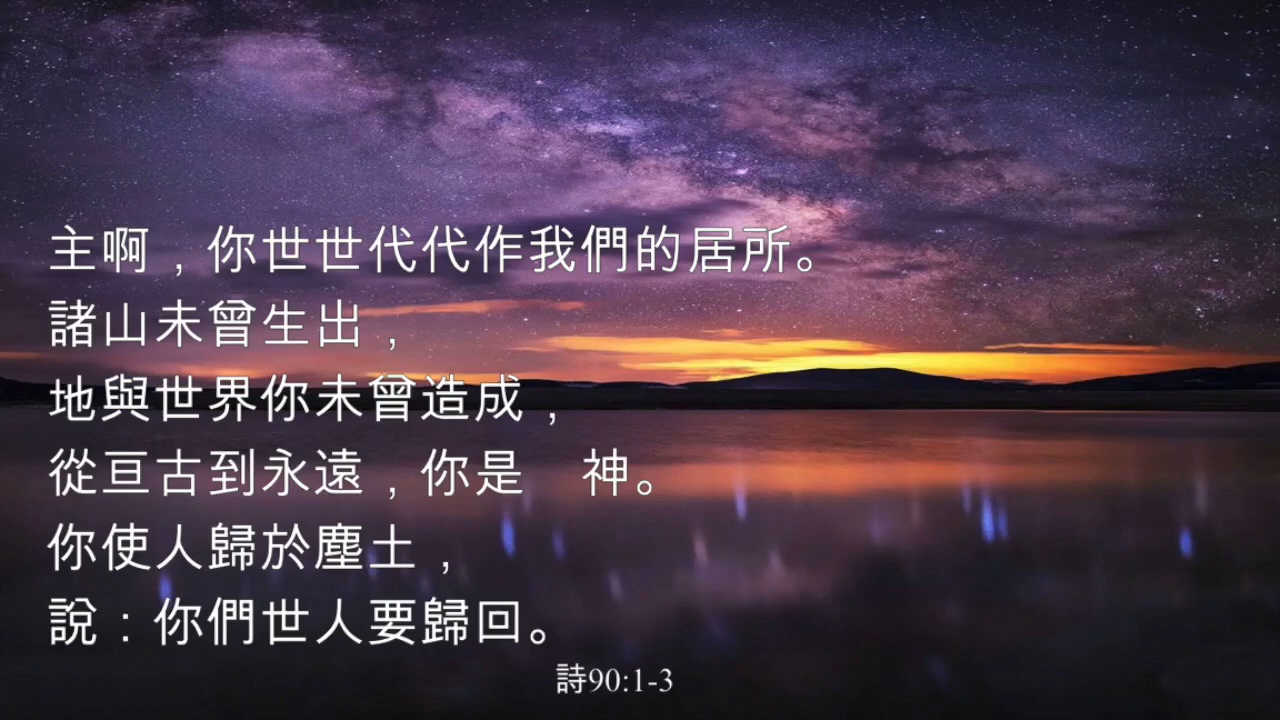 主啊，你世世代代作我們的居所。
諸山未曾生出，
地與世界你未曾造成，
從亘古到永遠，你是　神。
你使人歸於塵土，
說：你們世人要歸回。
詩90:1-3